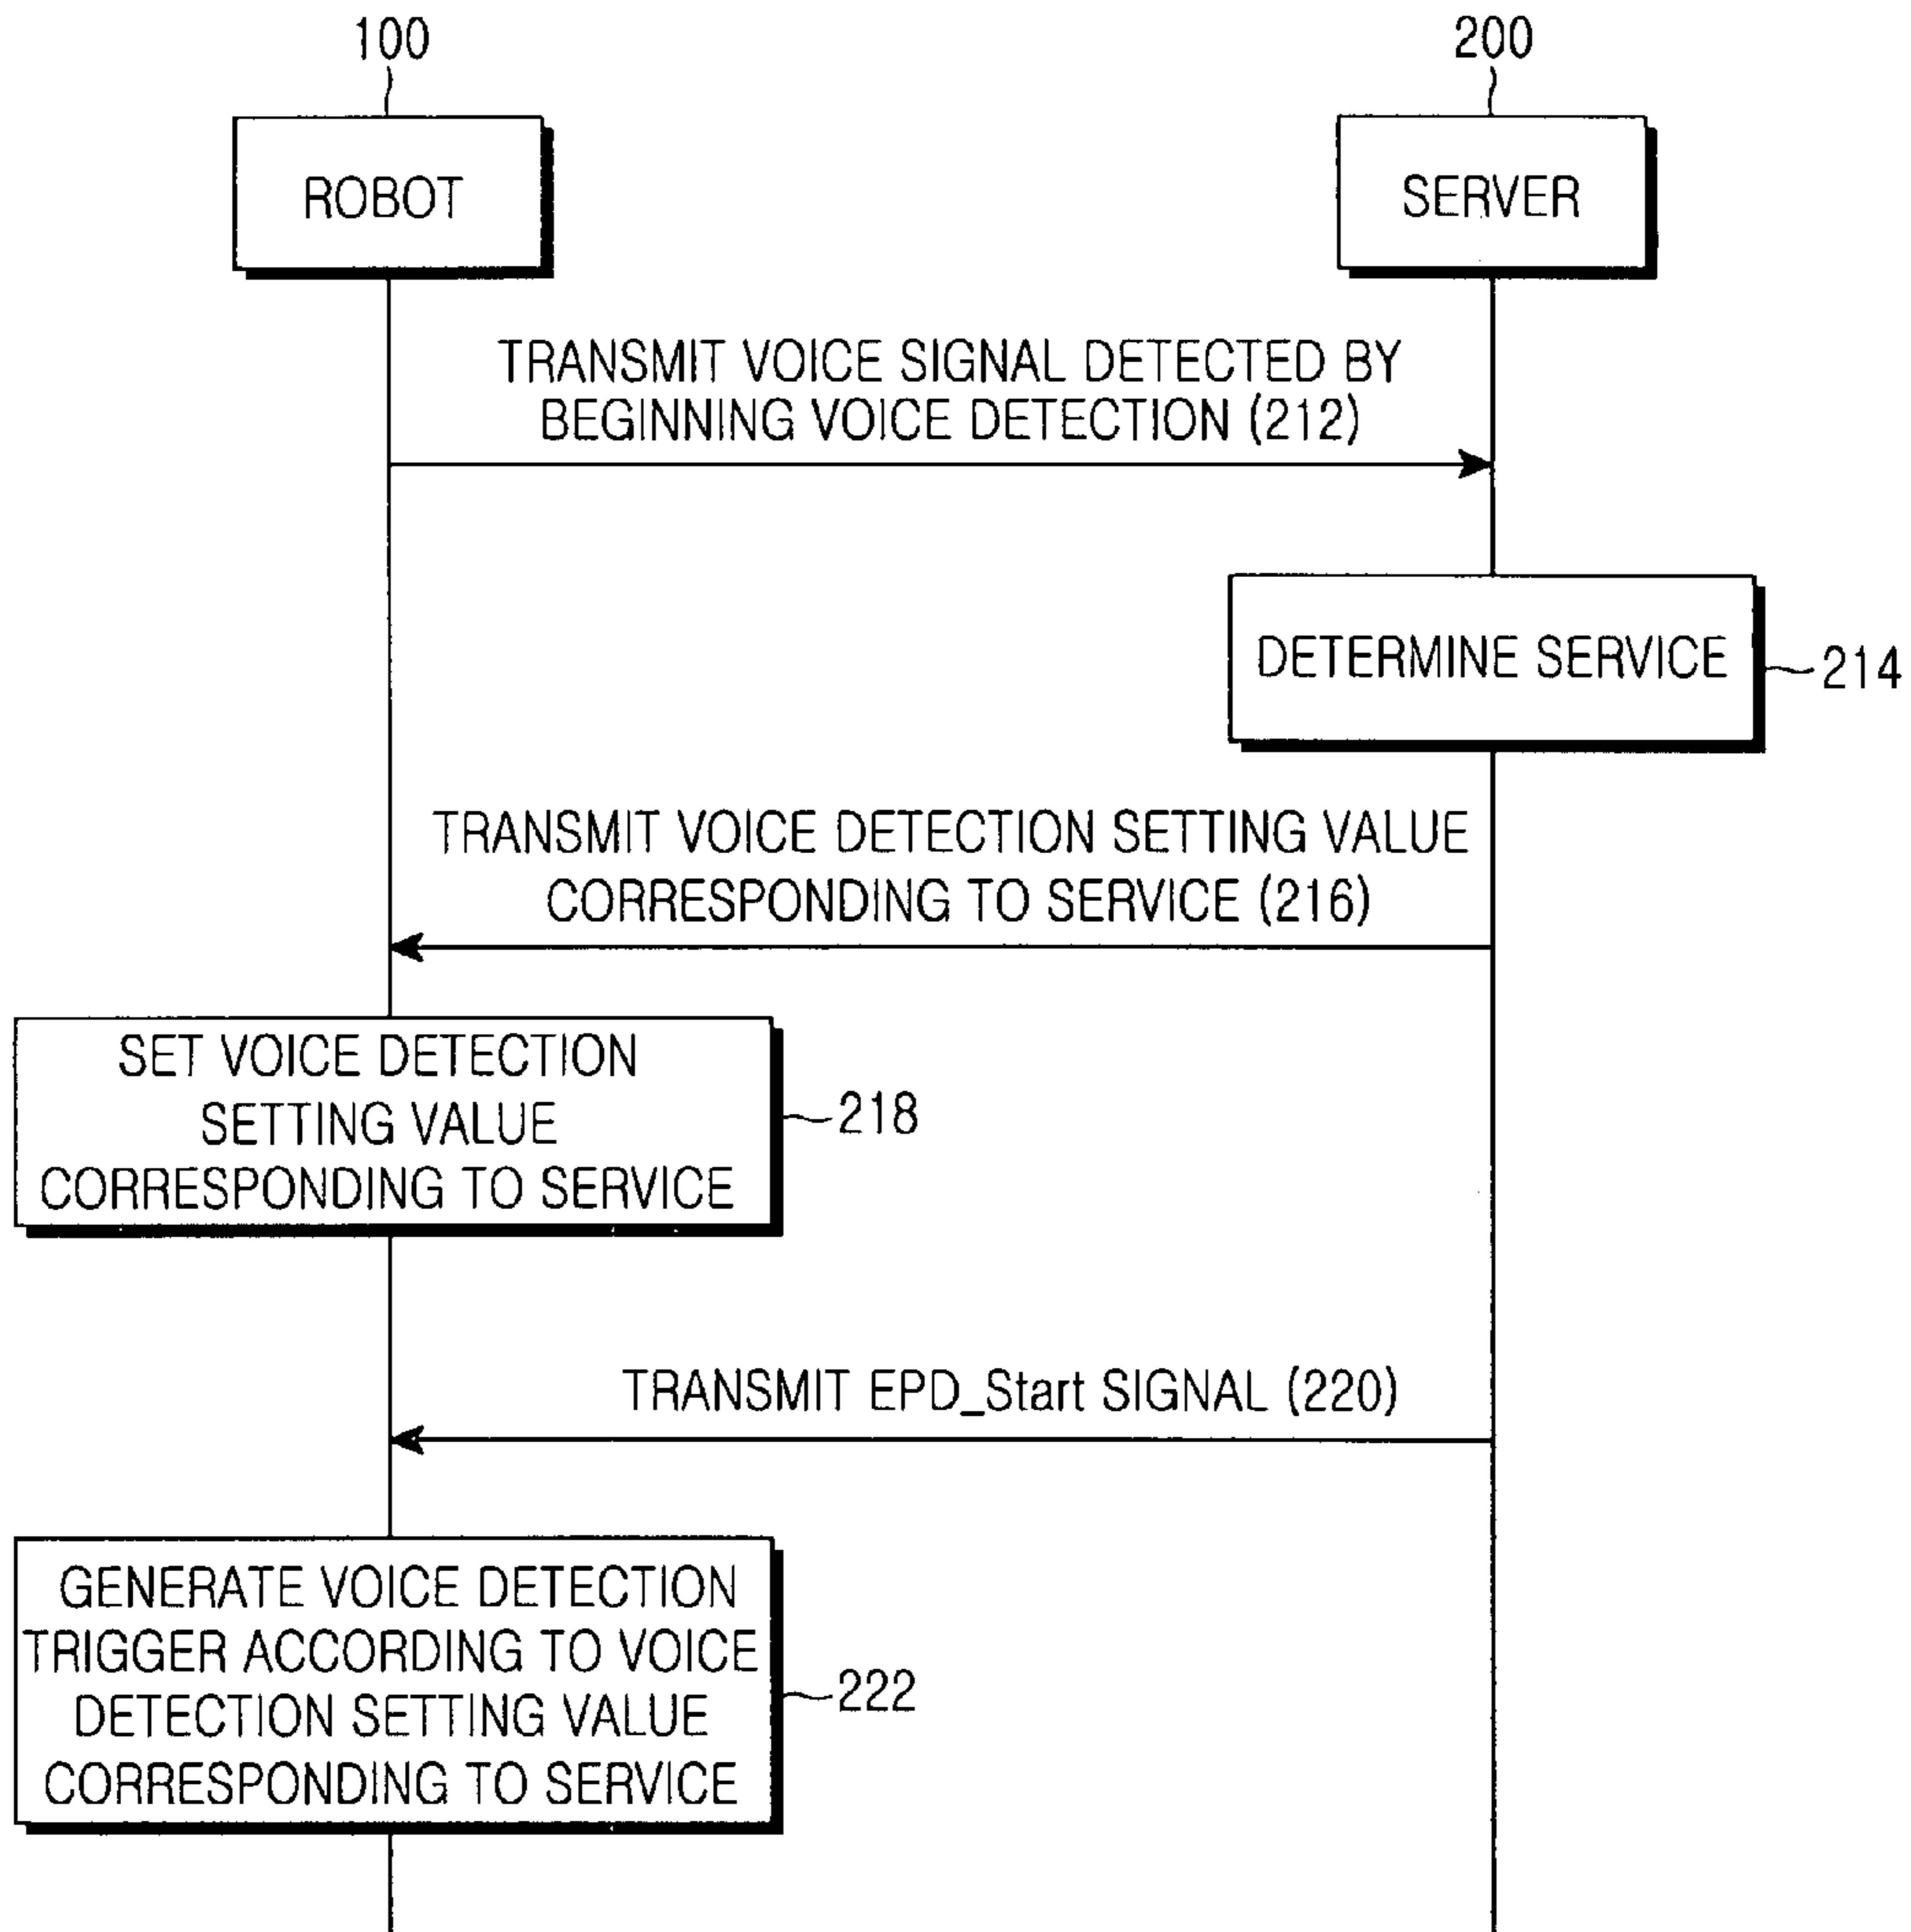 100
200
ROBOT
SERVER
TRANSMIT VOICE SIGNAL DETECTED BY
BEGINNING VOICE DETECTION (212)
DETERMINE SERVICE
214
TRANSMIT VOICE DETECTION SETTING VALUE
CORRESPONDING TO SERVICE (216)
SET VOICE DETECTION
SETTING VALUE
CORRESPONDING TO SERVICE
218
TRANSMIT EPD_Start SIGNAL (220)
GENERATE VOICE DETECTION
TRIGGER ACCORDING TO VOICE
DETECTION SETTING VALUE
CORRESPONDING TO SERVICE
222